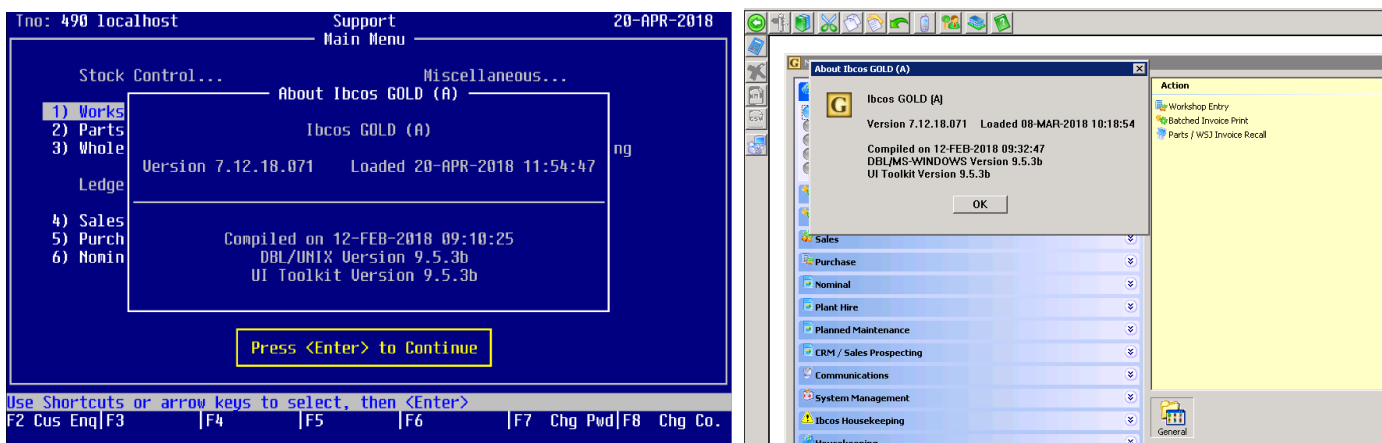 Tno: 490 localhost Support 20-APR-2018
Main Menu
Stock Control... Miscellaneous...
About Ibcos GOLD (A)
1) Works
2) Parts
3) Whole
Ibcos GOLD (A)
ng
Version 7.12.18.071 Loaded 20-APR-2018 11:54:47
Ledge
4) Sales
5) Purch
6) Nomin
Compiled on 12-FEB-2018 09:10:25
DBL/UNIX Version 9.5.3b
UI Toolkit Version 9.5.3b
Press <Enter> to Continue
Use Shortcuts or arrow keys to select, then <Enter>
F2 Cus Enq|F3 |F4 |F5 |F6 |F7 Chg Pwd|F8 Chg Co.
G
About Ibcos GOLD (A)
G
Ibcos GOLD (A)
Version 7.12.18.071 Loaded 08-MAR-2018 10:18:54
Compiled on 12-FEB-2018 09:32:47
DBL/MS-WINDOWS Version 9.5.3b
UI Toolkit Version 9.5.3b
OK
Sales
Purchase
Nominal
Plant Hire
Planned Maintenance
CRM / Sales Prospecting
Communications
System Management
Ibcos Housekeeping
Housekeeping
Action
Workshop Entry
Batched Invoice Print
Parts / WSJ Invoice Recall
General